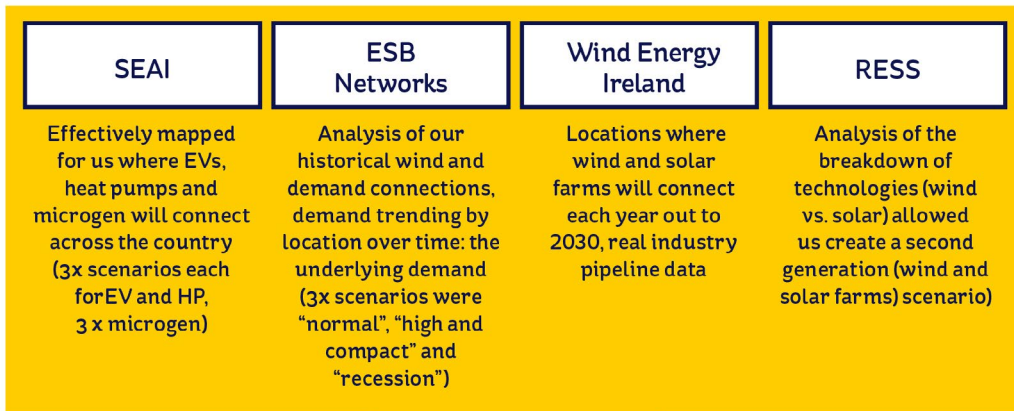 SEAI
Effectively mapped
for us where EVs,
heat pumps and
microgen will connect
across the country
(3x scenarios each
forEV and HP,
3 x microgen)
ESB
Networks
Analysis of our
historical wind and
demand connections,
demand trending by
location over time: the
underlying demand
(3x scenarios were
“normal”, “high and
compact” and
“recession”)
Wind Energy
Ireland
Locations where
wind and solar
farms will connect
each year out to
2030, real industry
pipeline data
RESS
Analysis of the
breakdown of
technologies (wind
vs. solar) allowed
us create a second
generation (wind and
solar farms) scenario)